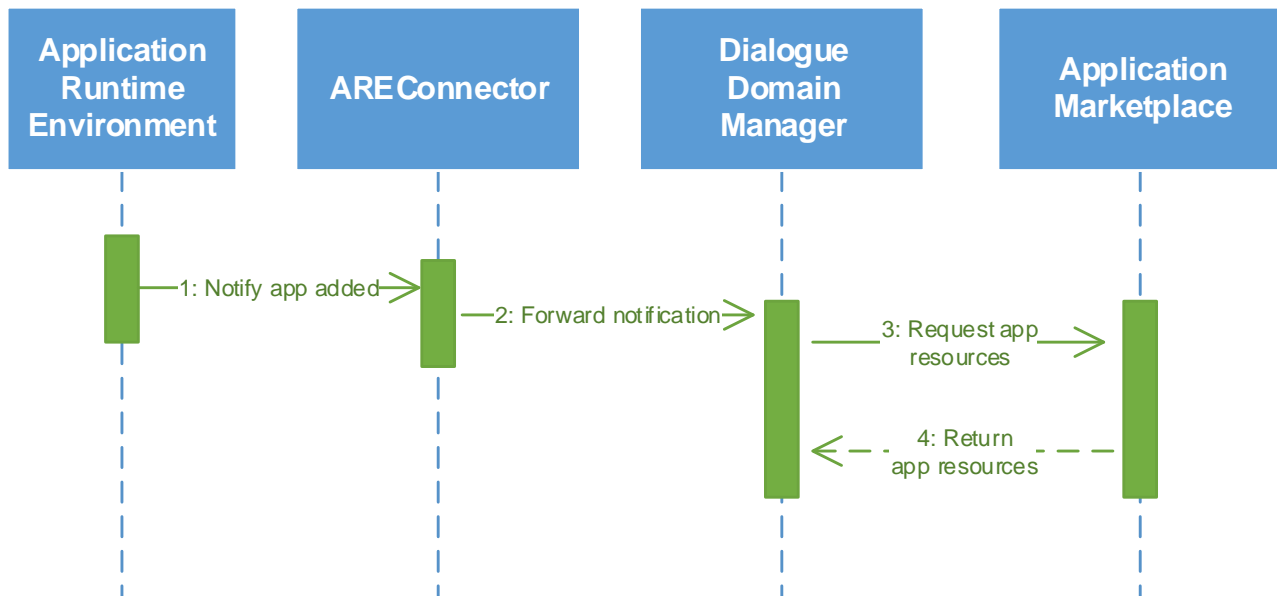 Application
Runtime
Environment
AREConnector
Dialogue
Domain
Manager
Application
Marketplace
1: Notify app added
2: Forward notification
3: Request app
resources
4: Return
app resources